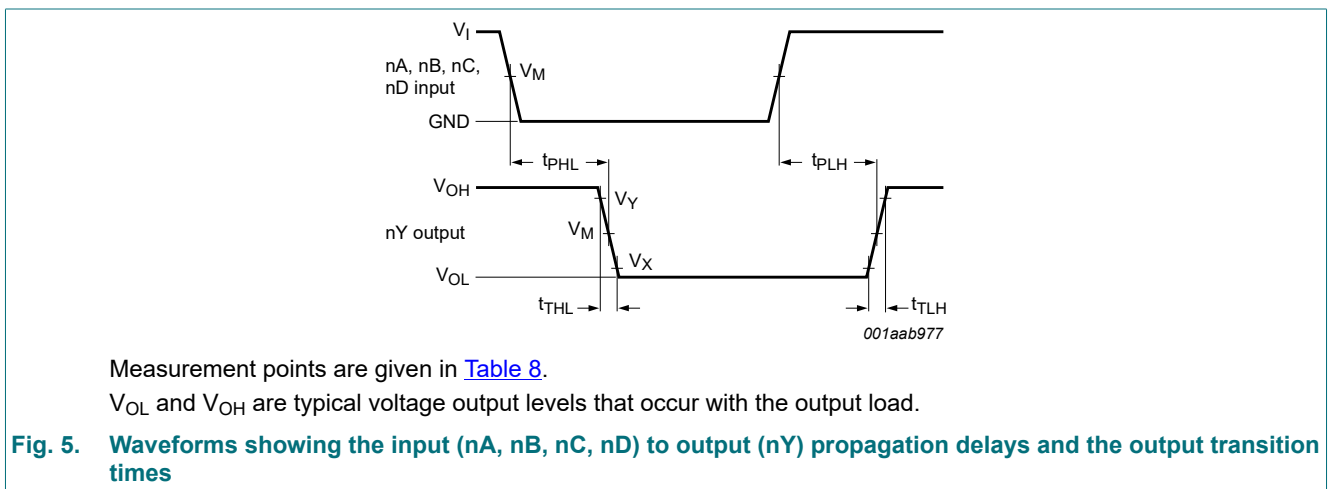 VI
nA, nB, nC,
nD input
VM
GND
tPHL
tPLH
VOH
VY
nY output
VM
VX
VOL
tTHL
tTLH
001aab977
Measurement points are given in Table 8.
VOL and VOH are typical voltage output levels that occur with the output load.
Fig. 5. Waveforms showing the input (nA, nB, nC, nD) to output (nY) propagation delays and the output transition
times